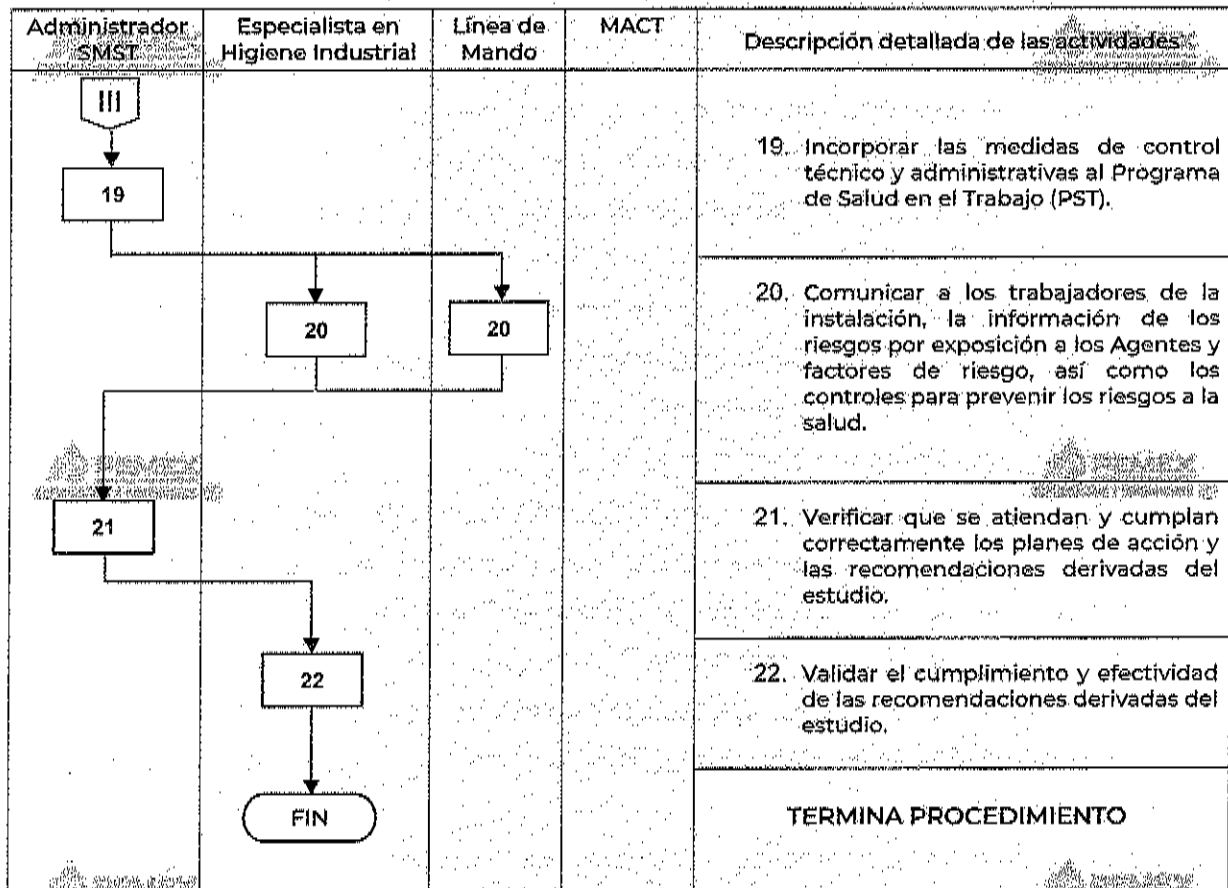 Administrador
SMST
Especialista en
Higiene Industrial
Línea de
Mando
MACT
Descripción detallada de las actividades
III
19
19. Incorporar las medidas de control
técnico y administrativas al Programa
de Salud en el Trabajo (PST).
20
20
20. Comunicar a los trabajadores de la
instalación, la información de los
riesgos por exposición a los Agentes y
factores de riesgo, así como los
controles para prevenir los riesgos a la
salud.
21
21. Verificar que se atiendan y cumplan
correctamente los planes de acción y
las recomendaciones derivadas del
estudio.
22
22. Validar el cumplimiento y efectividad
de las recomendaciones derivadas del
estudio.
FIN
TERMINA PROCEDIMIENTO